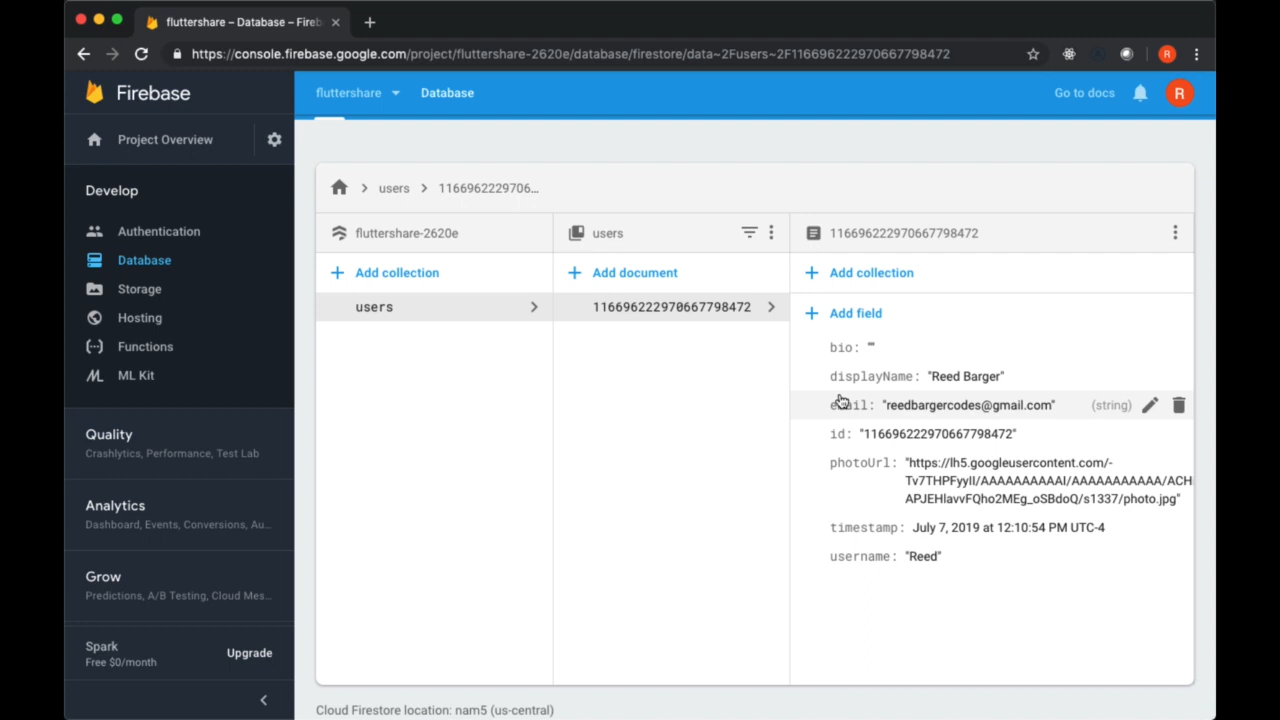 fluttershare – Database – Fireb
https://console.firebase.google.com/project/fluttershare-2620e/database/firestore/data~2Fusers~2F116696222970667798472
R
Firebase
fluttershare
Database
Go to docs
R
Project Overview
Develop
Authentication
Database
Storage
Hosting
Functions
ML Kit
Quality
Crashlytics, Performance, Test Lab
Analytics
Dashboard, Events, Conversions, Au...
Grow
Predictions, A/B Testing, Cloud Mes...
Spark
Free $0/month
Upgrade
users
1166962229706...
fluttershare-2620e
users
116696222970667798472
Add collection
Add document
Add collection
users
116696222970667798472
Add field
bio: ""
displayName: "Reed Barger"
email: "reedbargercodes@gmail.com" (string)
id: "116696222970667798472"
photoUrl: "https://lh5.googleusercontent.com/-
Tv7THPFyyII/AAAAAAAAAAI/AAAAAAAAAAA/ACH
APJEHlavvFQho2MEg_oSBdoQ/s1337/photo.jpg"
timestamp: July 7, 2019 at 12:10:54 PM UTC-4
username: "Reed"
Cloud Firestore location: nam5 (us-central)